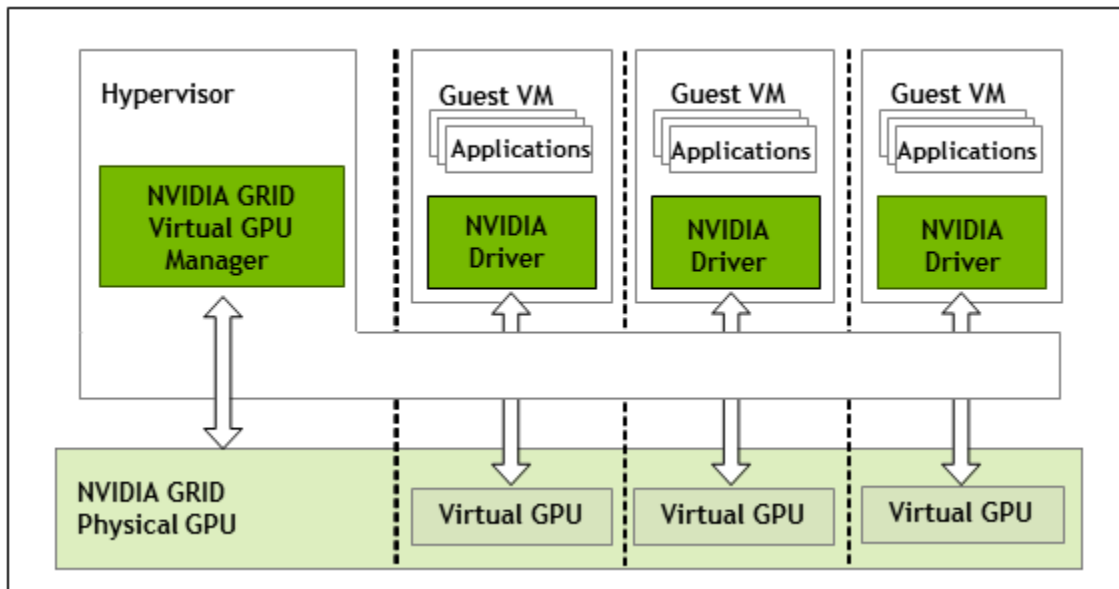 Hypervisor
NVIDIA GRID
Virtual GPU
Manager
Guest VM
Applications
NVIDIA
Driver
Guest VM
Applications
NVIDIA
Driver
Guest VM
Applications
NVIDIA
Driver
NVIDIA GRID
Physical GPU
Virtual GPU
Virtual GPU
Virtual GPU